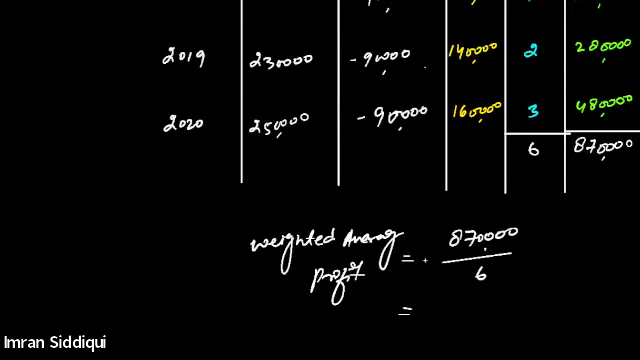 2019 230000 -90000 140000 2 280000
2020 250000 -90000 160000 3 480000
6 870000
Weighted Average = 870000
Profit 6
=
Imran Siddiqui